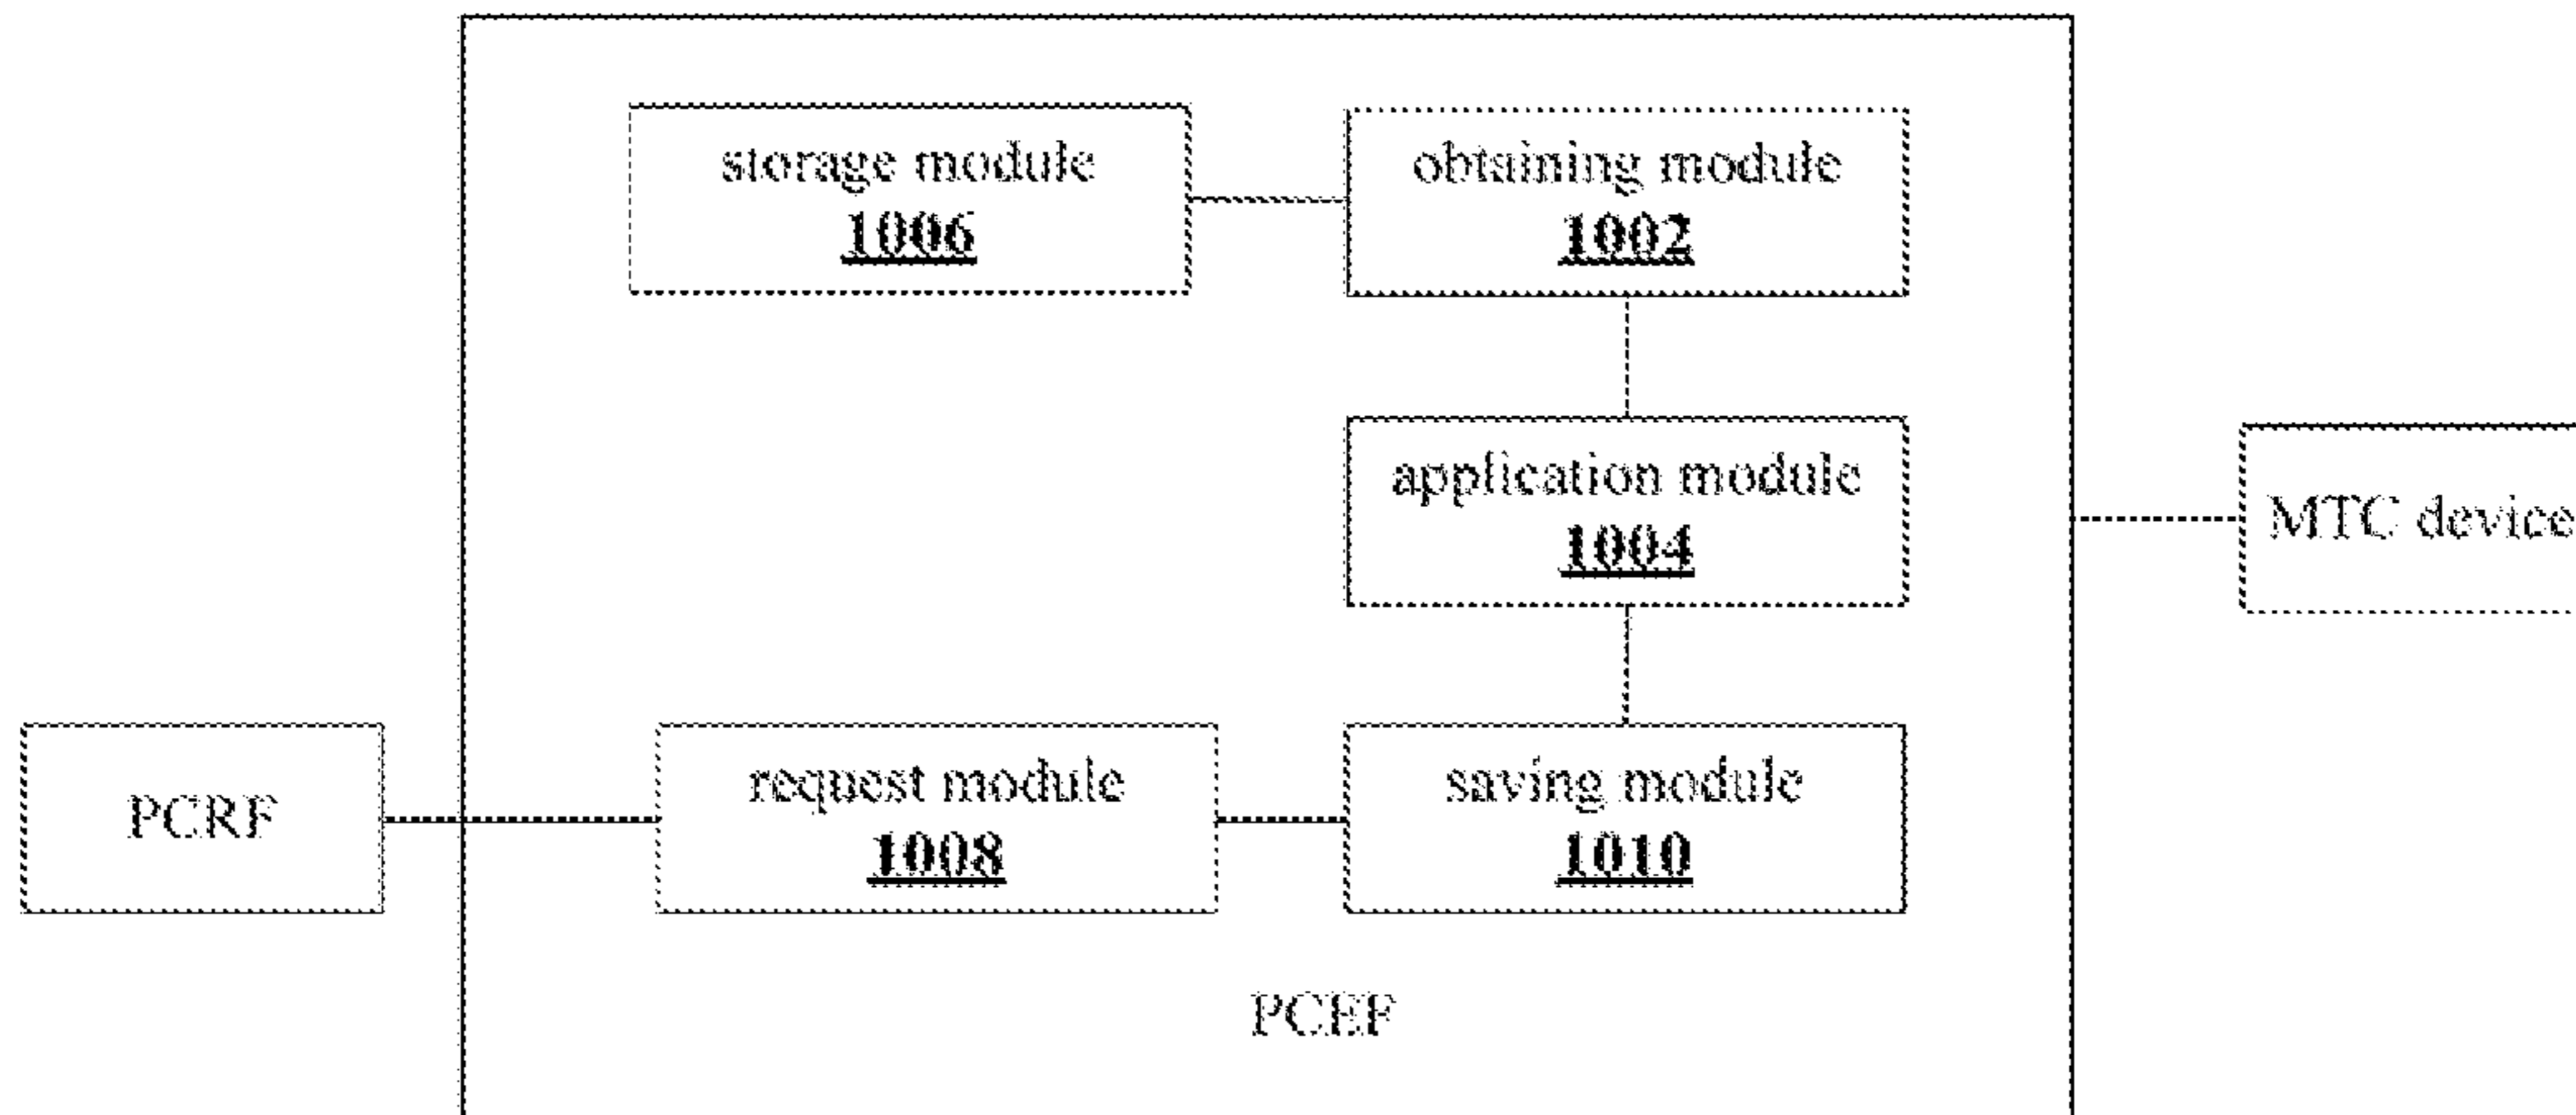 storage module
1006
obtaining module
1002
application module
1004
MTC device
PCRF
request module
1008
saving module
1010
PCEF